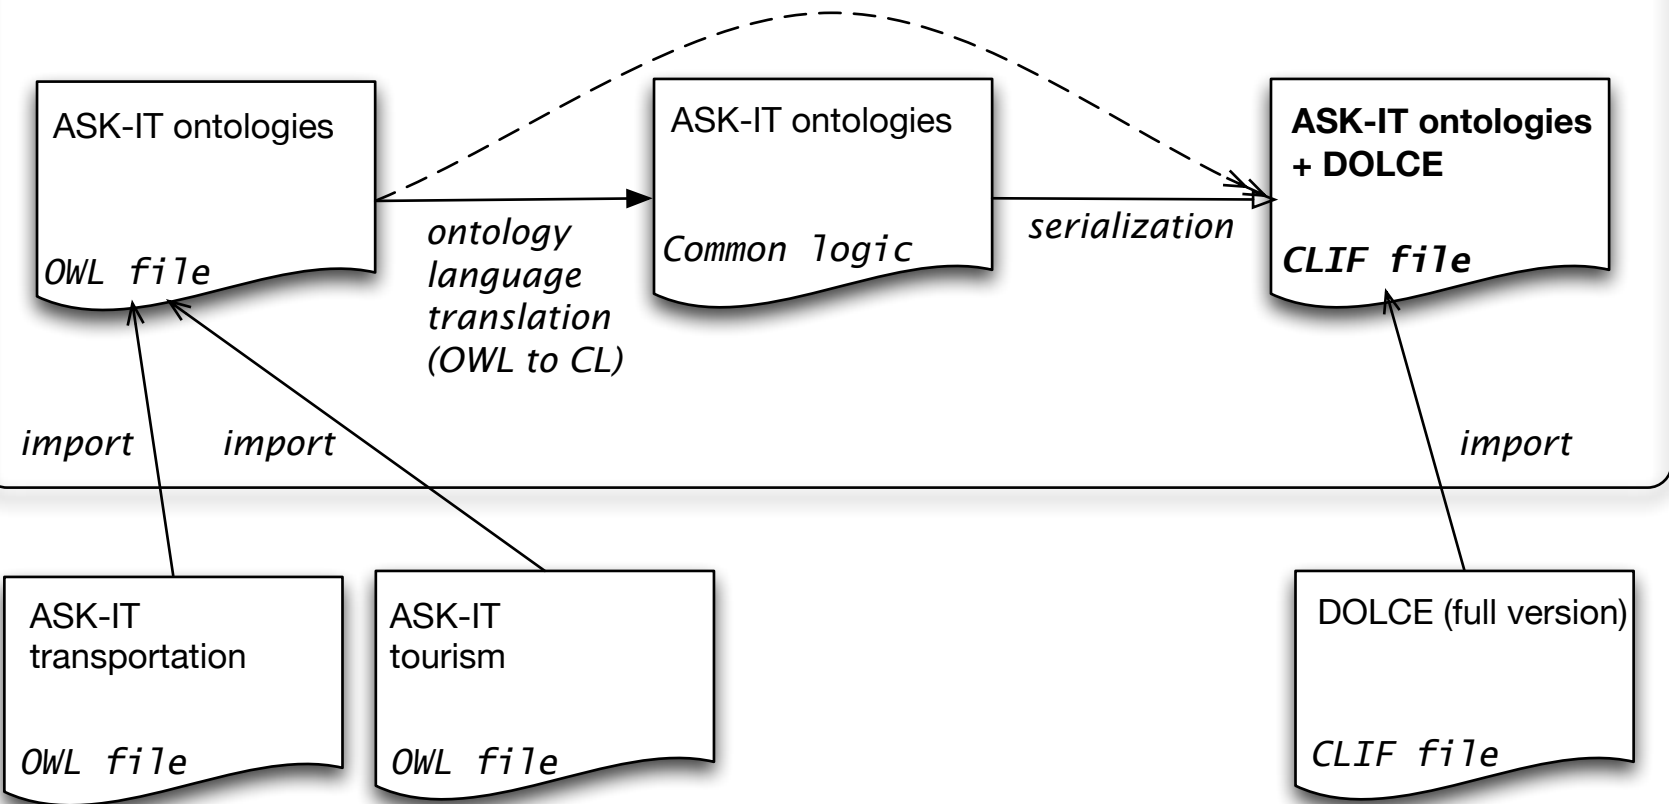 ASK-IT ontologies
OWL file
ontology
language
translation
(OWL to CL)
ASK-IT ontologies
Common logic
serialization
ASK-IT ontologies
+ DOLCE
CLIF file
import
import
import
ASK-IT
transportation
OWL file
ASK-IT
tourism
OWL file
DOLCE (full version)
CLIF file